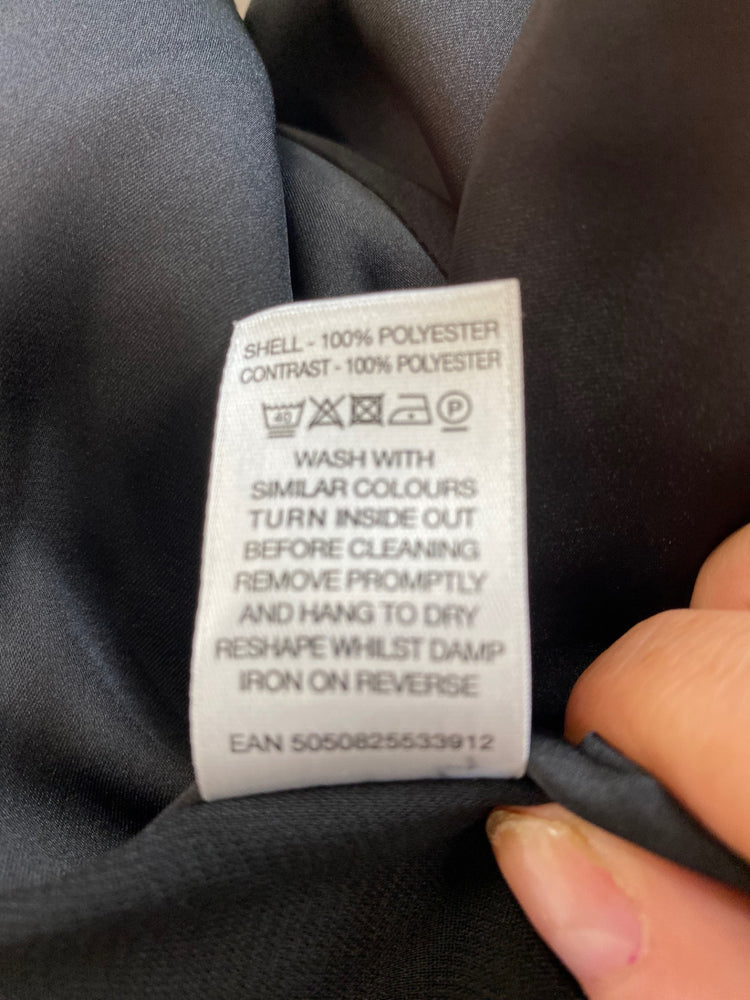 SHELL - 100% POLYESTER
CONTRAST - 100% POLYESTER
40 P
WASH WITH
SIMILAR COLOURS
TURN INSIDE OUT
BEFORE CLEANING
REMOVE PROMPTLY
AND HANG TO DRY
RESHAPE WHILST DAMP
IRON ON REVERSE
EAN 5050825533912